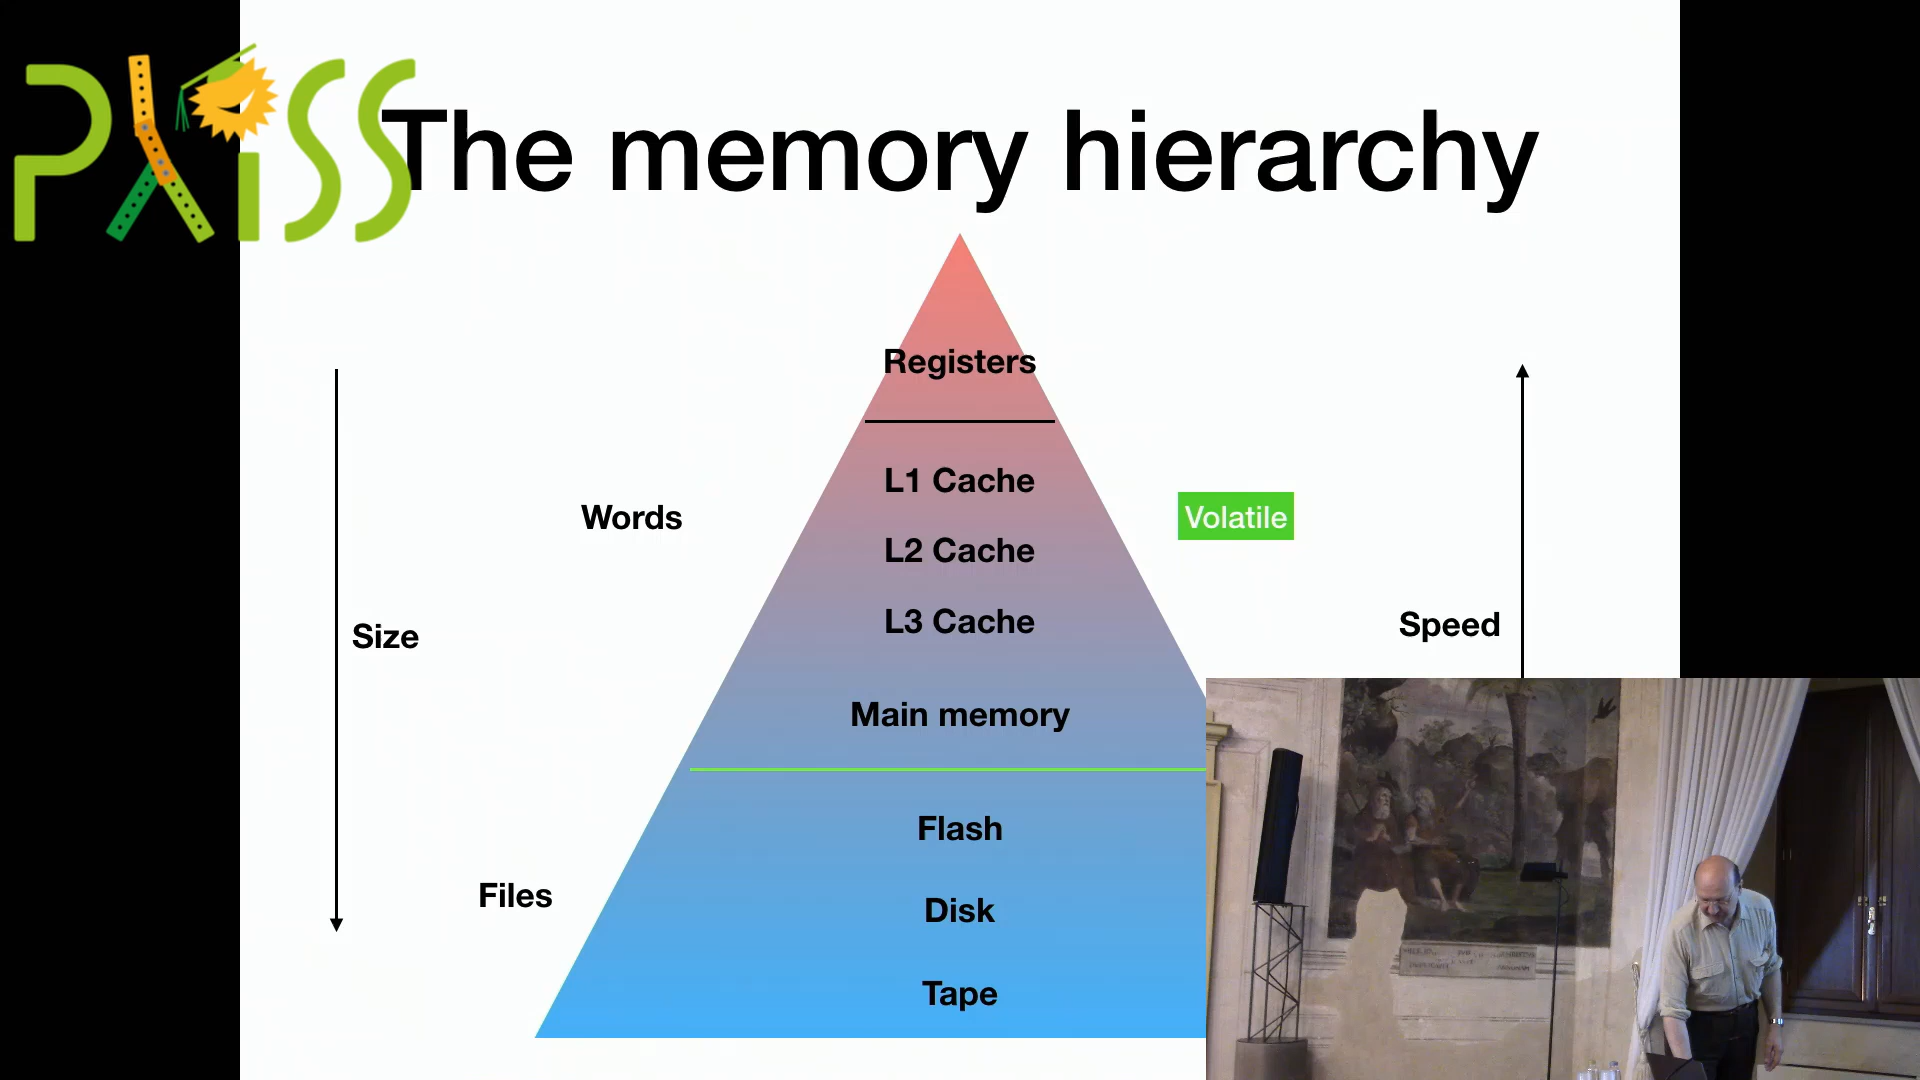 PLISS
The memory hierarchy
Registers
L1 Cache
Words
Volatile
L2 Cache
L3 Cache
Size
Speed
Main memory
Flash
Files
Disk
Tape